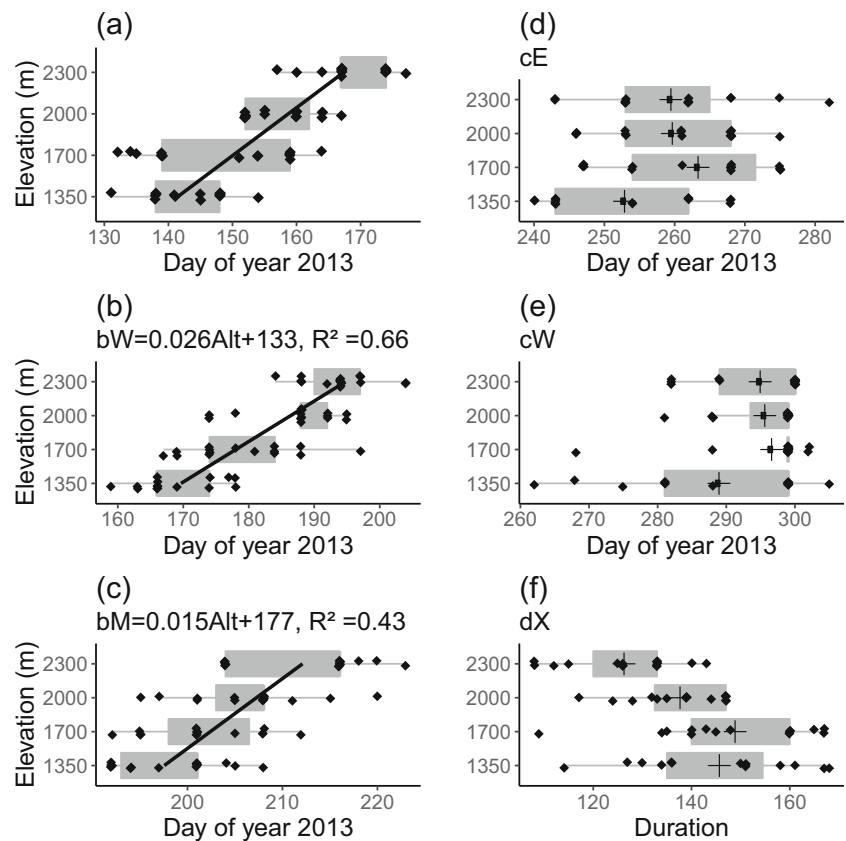 (a)
Elevation (m)
2300
2000
1700
1350
130 140 150 160 170
Day of year 2013
(b)
bW=0.026Alt+133, R² =0.66
Elevation (m)
2300
2000
1700
1350
160 170 180 190 200
Day of year 2013
(c)
bM=0.015Alt+177, R² =0.43
Elevation (m)
2300
2000
1700
1350
200 210 220
Day of year 2013
(d)
cE
2300
2000
1700
1350
240 250 260 270 280
Day of year 2013
(e)
cW
2300
2000
1700
1350
260 270 280 290 300
Day of year 2013
(f)
dX
2300
2000
1700
1350
120 140 160
Duration